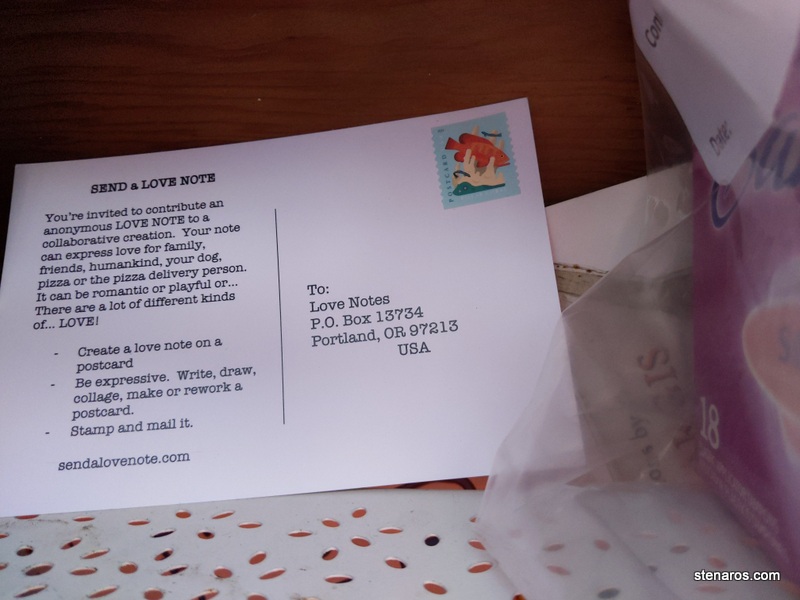 SEND a LOVE NOTE
You're invited to contribute an
anonymous LOVE NOTE to a
collaborative creation. Your note
can express love for family,
friends, humankind, your dog,
pizza or the pizza delivery person.
It can be romantic or playful or...
There are a lot of different kinds
of... LOVE!
- Create a love note on a
postcard
- Be expressive. Write, draw,
collage, make or rework a
postcard.
- Stamp and mail it.
sendalovenote.com
POSTCARD
To:
Love Notes
P.O. Box 13734
Portland, OR 97213
USA
Date:
18
stenaros.com